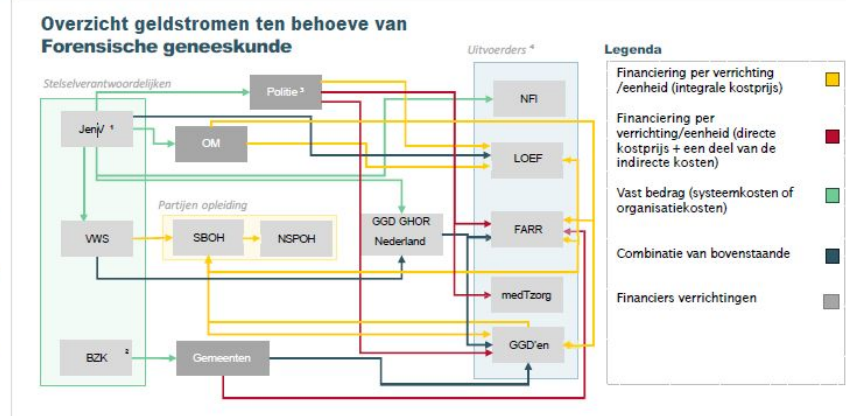 Overzicht geldstromen ten behoeve van
Forensische geneeskunde
Uitvoerders ⁴
Legenda
Stelselverantwoordelijken
Politie ³
NFI
JenV ¹
OM
LOEF
Partijen opleiding
VWS
SBOH
NSPOH
GGD GHOR
Nederland
FARR
medTzorg
BZK ²
Gemeenten
GGD'en
Financiering per verrichting
/eenheid (integrale kostprijs)
Financiering per
verrichting/eenheid (directe
kostprijs + een deel van de
indirecte kosten)
Vast bedrag (systeemkosten of
organisatiekosten)
Combinatie van bovenstaande
Financiers verrichtingen